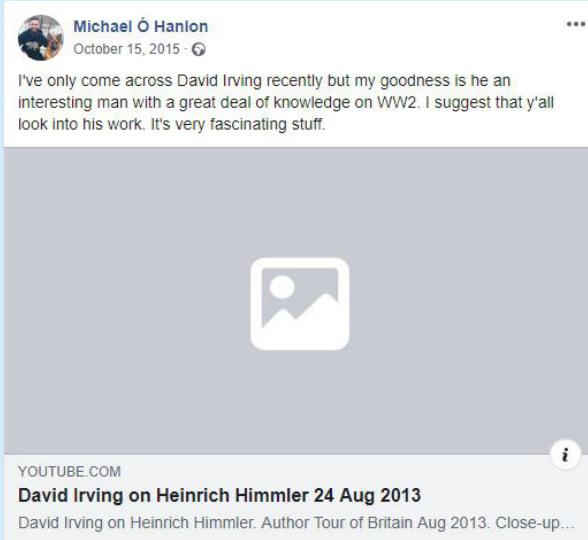 Michael Ó Hanlon
October 15, 2015 ·
I've only come across David Irving recently but my goodness is he an
interesting man with a great deal of knowledge on WW2. I suggest that y'all
look into his work. It's very fascinating stuff.
i
YOUTUBE.COM
David Irving on Heinrich Himmler 24 Aug 2013
David Irving on Heinrich Himmler. Author Tour of Britain Aug 2013. Close-up...